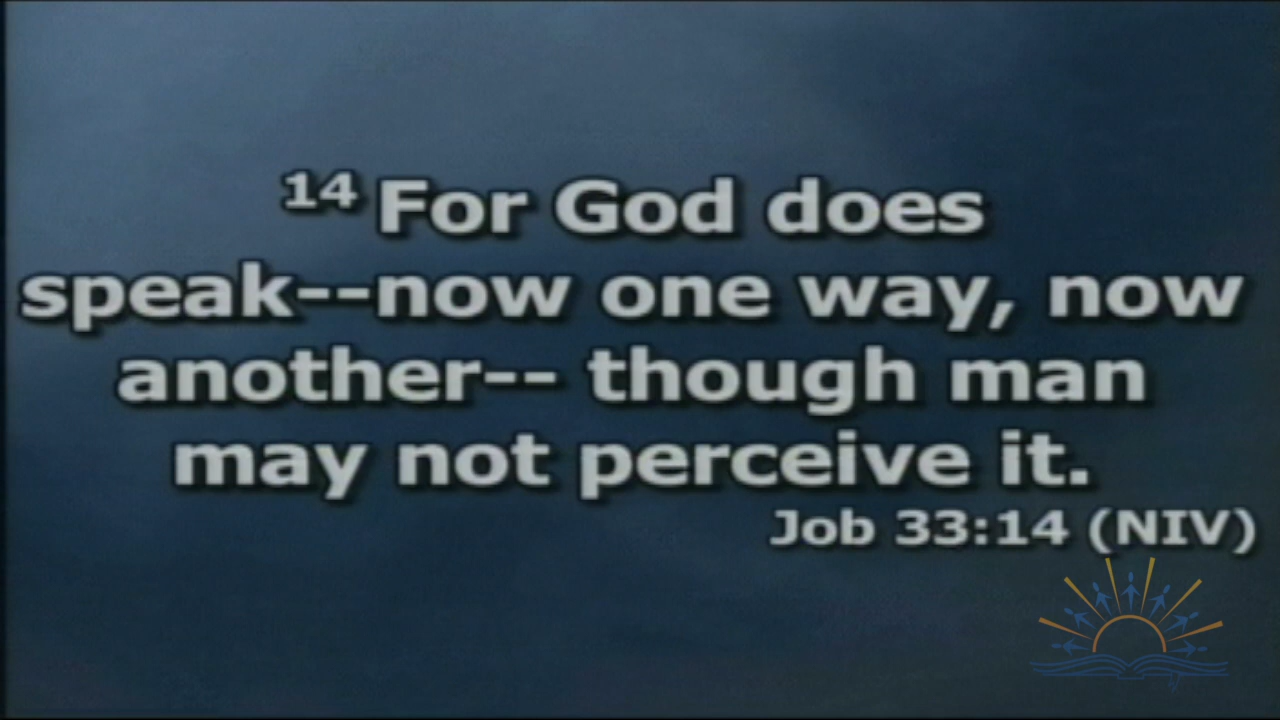 14 For God does
speak--now one way, now
another-- though man
may not perceive it.
Job 33:14 (NIV)